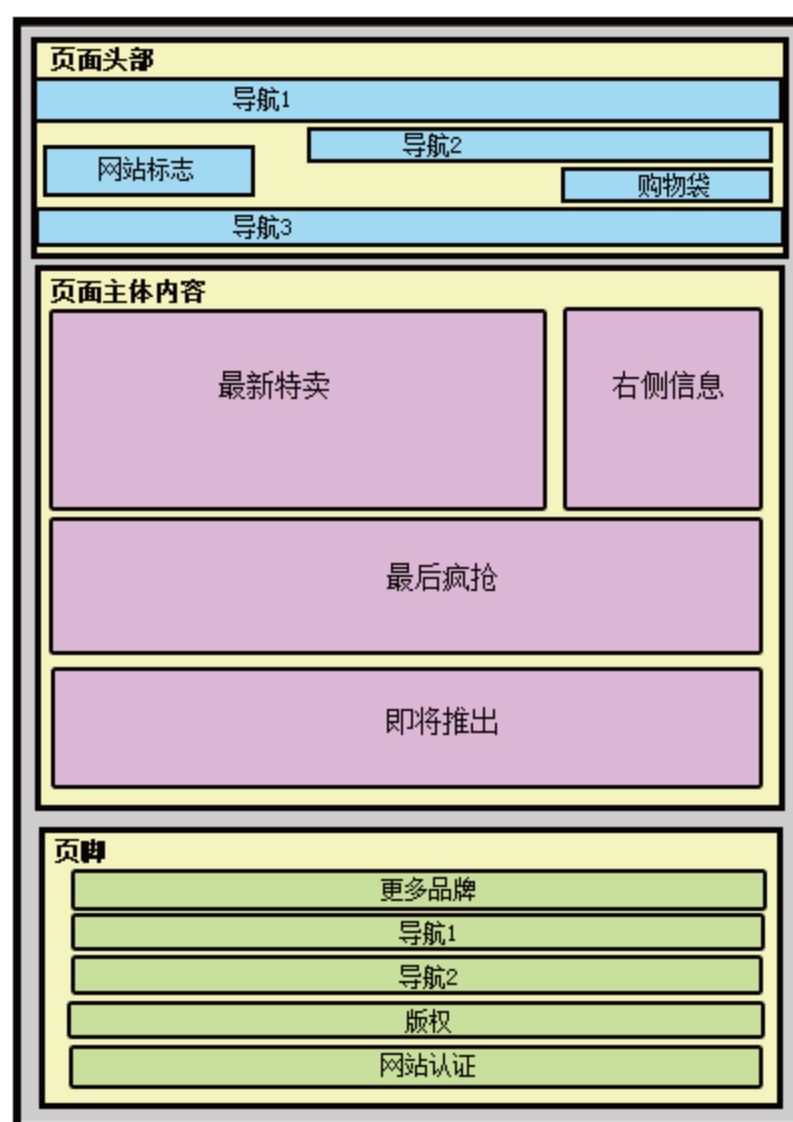 页面头部
导航1
导航2
网站标志
购物袋
导航3
页面主体内容
最新特卖
右侧信息
最后疯抢
即将推出
页脚
更多品牌
导航1
导航2
版权
网站认证